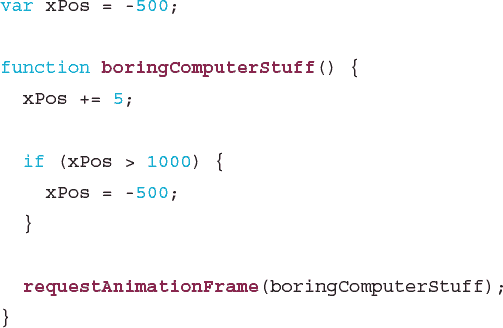 var xPos = -500;

function boringComputerStuff() {
  xPos += 5;

  if (xPos > 1000) {
    xPos = -500;
  }

  requestAnimationFrame(boringComputerStuff);
}